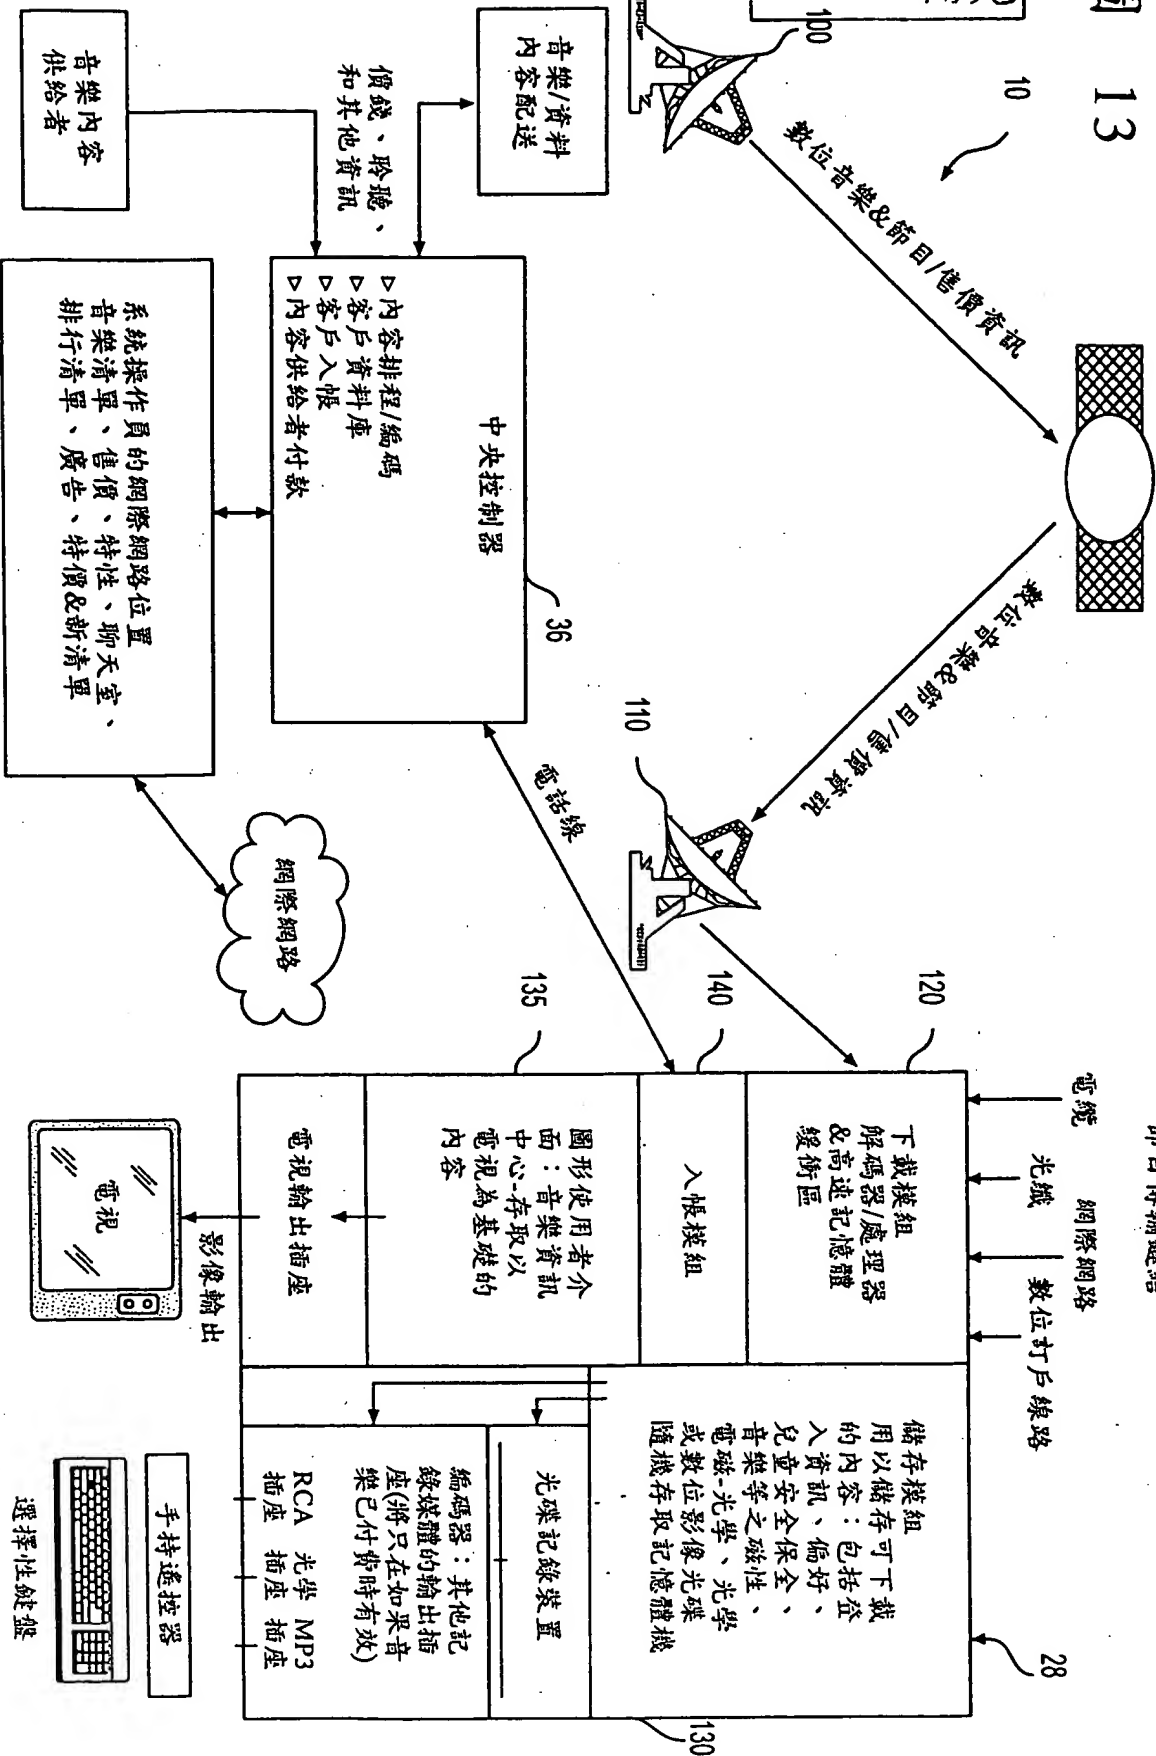 圖 13
10
100
數位音樂&節目/售價資訊
數位音樂&節目/售價資訊
音樂/資料
內容配送
價錢、聆聽、
和其他資訊
音樂內容
供給者
中央控制器
▷內容排程/編碼
▷客戶資料庫
▷客戶入帳
▷內容供給者付款
36
系統操作員的網際網路位置
音樂清單、售價、特性、聊天室、
排行清單、廣告、特價&新清單
網際網路
電話線
110
120
140
135
電纜
光纖
網際網路
數位訂戶線路
下載模組
解碼器/處理器
&高速記憶體
緩衝區
入帳模組
圖形使用者介
面：音樂資訊
中心-存取以
電視為基礎的
內容
電視輸出插座
影像輸出
電視
儲存模組
用以儲存可下載
的內容：包括登
入資訊、偏好、
兒童安全保全、
音樂等之磁性、
電磁-光學、光學
或數位影像光碟
隨機存取記憶體機
28
光碟記錄裝置
編碼器：其他記
錄媒體的輸出插
座(將只在如果音
樂已付費時有效)
RCA 光學 MP3
插座 插座 插座
130
手持遙控器
選擇性鍵盤